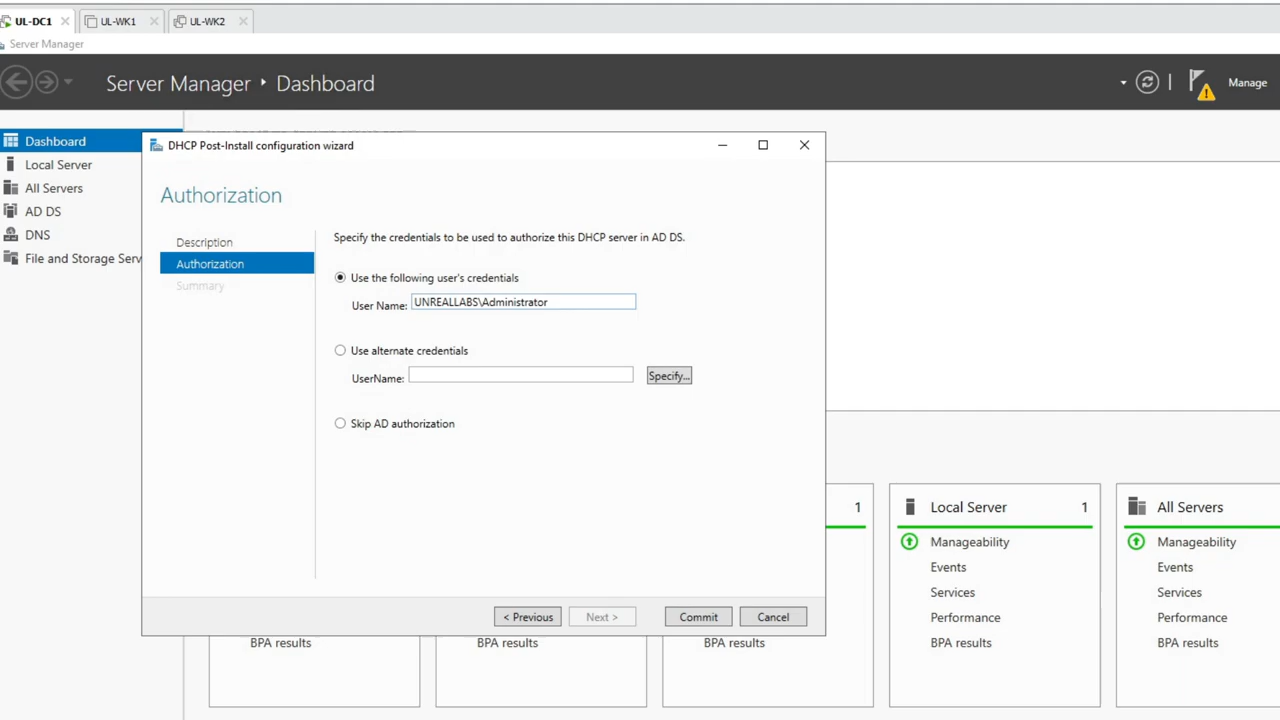 UL-DC1
UL-WK1
UL-WK2
Server Manager
Server Manager ‣ Dashboard
Manage
Dashboard
Local Server
All Servers
AD DS
DNS
File and Storage Serv
DHCP Post-Install configuration wizard
Authorization
Description
Authorization
Summary
Specify the credentials to be used to authorize this DHCP server in AD DS.
Use the following user's credentials
User Name: UNREALLABS\Administrator
Use alternate credentials
UserName:
Specify...
Skip AD authorization
< Previous
Next >
Commit
Cancel
BPA results
BPA results
1
BPA results
Local Server 1
Manageability
Events
Services
Performance
BPA results
All Servers
Manageability
Events
Services
Performance
BPA results